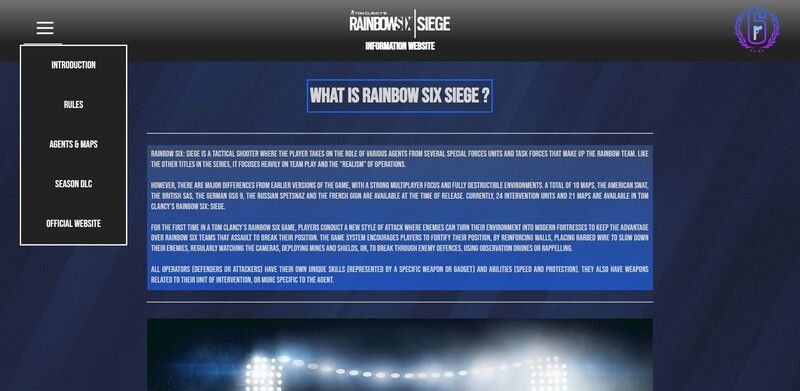 TOM CLANCY'S
RAINBOWSIX | SIEGE
INFORMATION WEBSITE
INTRODUCTION
RULES
AGENTS & MAPS
SEASON DLC
OFFICIAL WEBSITE
WHAT IS RAINBOW SIX SIEGE ?
RAINBOW SIX: SIEGE IS A TACTICAL SHOOTER WHERE THE PLAYER TAKES ON THE ROLE OF VARIOUS AGENTS FROM SEVERAL SPECIAL FORCES UNITS AND TASK FORCES THAT MAKE UP THE RAINBOW TEAM. LIKE
THE OTHER TITLES IN THE SERIES, IT FOCUSES HEAVILY ON TEAM PLAY AND THE "REALISM" OF OPERATIONS.
HOWEVER, THERE ARE MAJOR DIFFERENCES FROM EARLIER VERSIONS OF THE GAME, WITH A STRONG MULTIPLAYER FOCUS AND FULLY DESTRUCTIBLE ENVIRONMENTS. A TOTAL OF 10 MAPS, THE AMERICAN SWAT,
THE BRITISH SAS, THE GERMAN GSG 9, THE RUSSIAN SPETSNAZ AND THE FRENCH GIGN ARE AVAILABLE AT THE TIME OF RELEASE. CURRENTLY, 24 INTERVENTION UNITS AND 21 MAPS ARE AVAILABLE IN TOM
CLANCY'S RAINBOW SIX: SIEGE.
FOR THE FIRST TIME IN A TOM CLANCY'S RAINBOW SIX GAME, PLAYERS CONDUCT A NEW STYLE OF ATTACK WHERE ENEMIES CAN TURN THEIR ENVIRONMENT INTO MODERN FORTRESSES TO KEEP THE ADVANTAGE
OVER RAINBOW SIX TEAMS THAT ASSAULT TO BREAK THEIR POSITION. THE GAME SYSTEM ENCOURAGES PLAYERS TO FORTIFY THEIR POSITION, BY REINFORCING WALLS, PLACING BARBED WIRE TO SLOW DOWN
THEIR ENEMIES, REGULARLY WATCHING THE CAMERAS, DEPLOYING MINES AND SHIELDS, OR, TO BREAK THROUGH ENEMY DEFENCES, USING OBSERVATION DRONES OR RAPPELLING.
ALL OPERATORS (DEFENDERS OR ATTACKERS) HAVE THEIR OWN UNIQUE SKILLS (REPRESENTED BY A SPECIFIC WEAPON OR GADGET) AND ABILITIES (SPEED AND PROTECTION). THEY ALSO HAVE WEAPONS
RELATED TO THEIR UNIT OF INTERVENTION, OR MORE SPECIFIC TO THE AGENT.